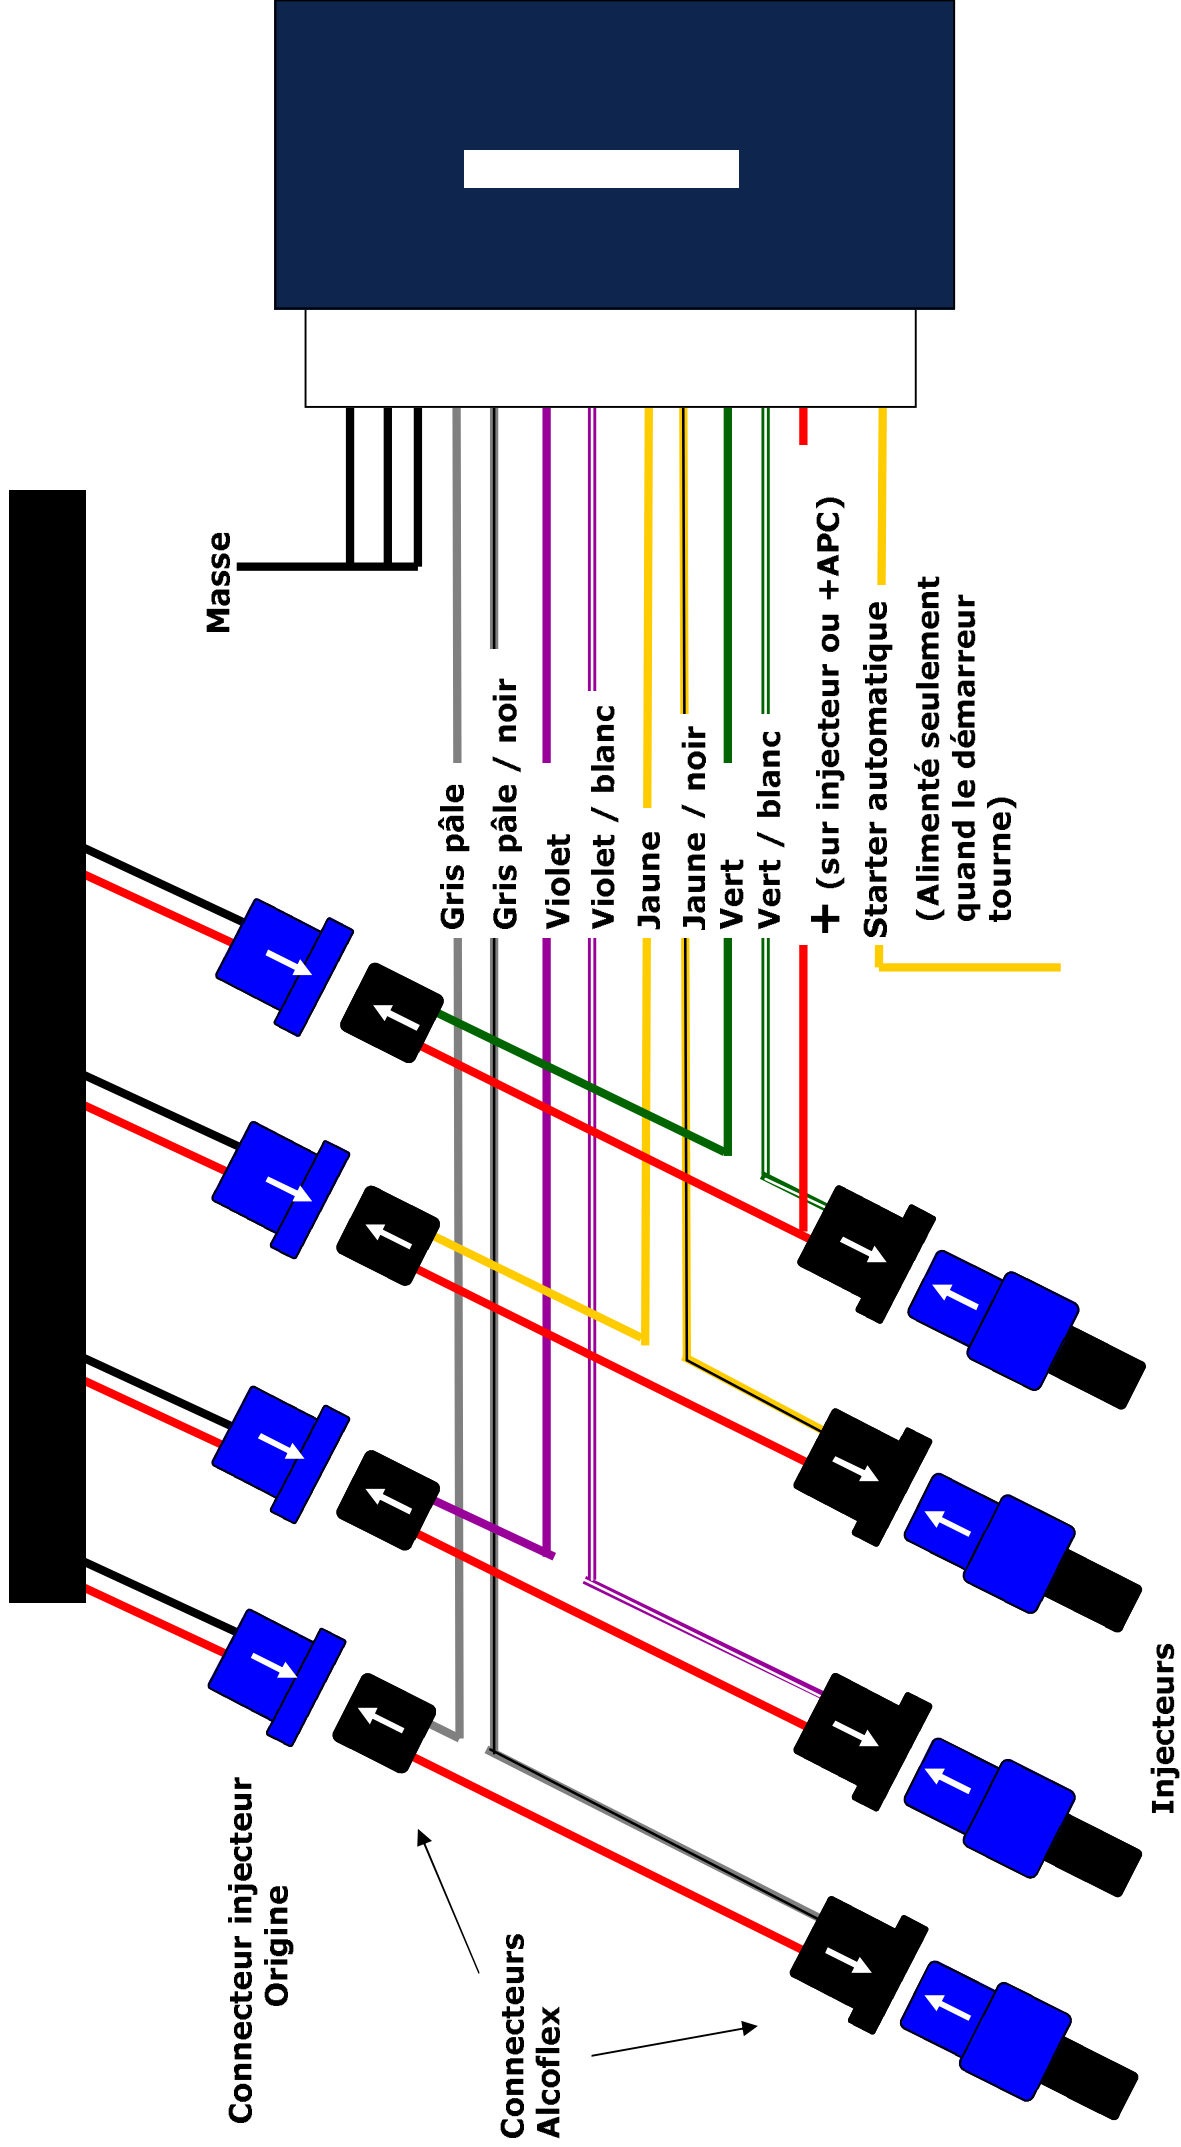 Masse
Gris pâle
Gris pâle / noir
Violet
Violet / blanc
Jaune
Jaune / noir
Vert
Vert / blanc
+ (sur injecteur ou +APC)
Starter automatique
(Alimenté seulement
quand le démarreur
tourne)
Connecteur injecteur
Origine
Connecteurs
Alcoflex
Injecteurs